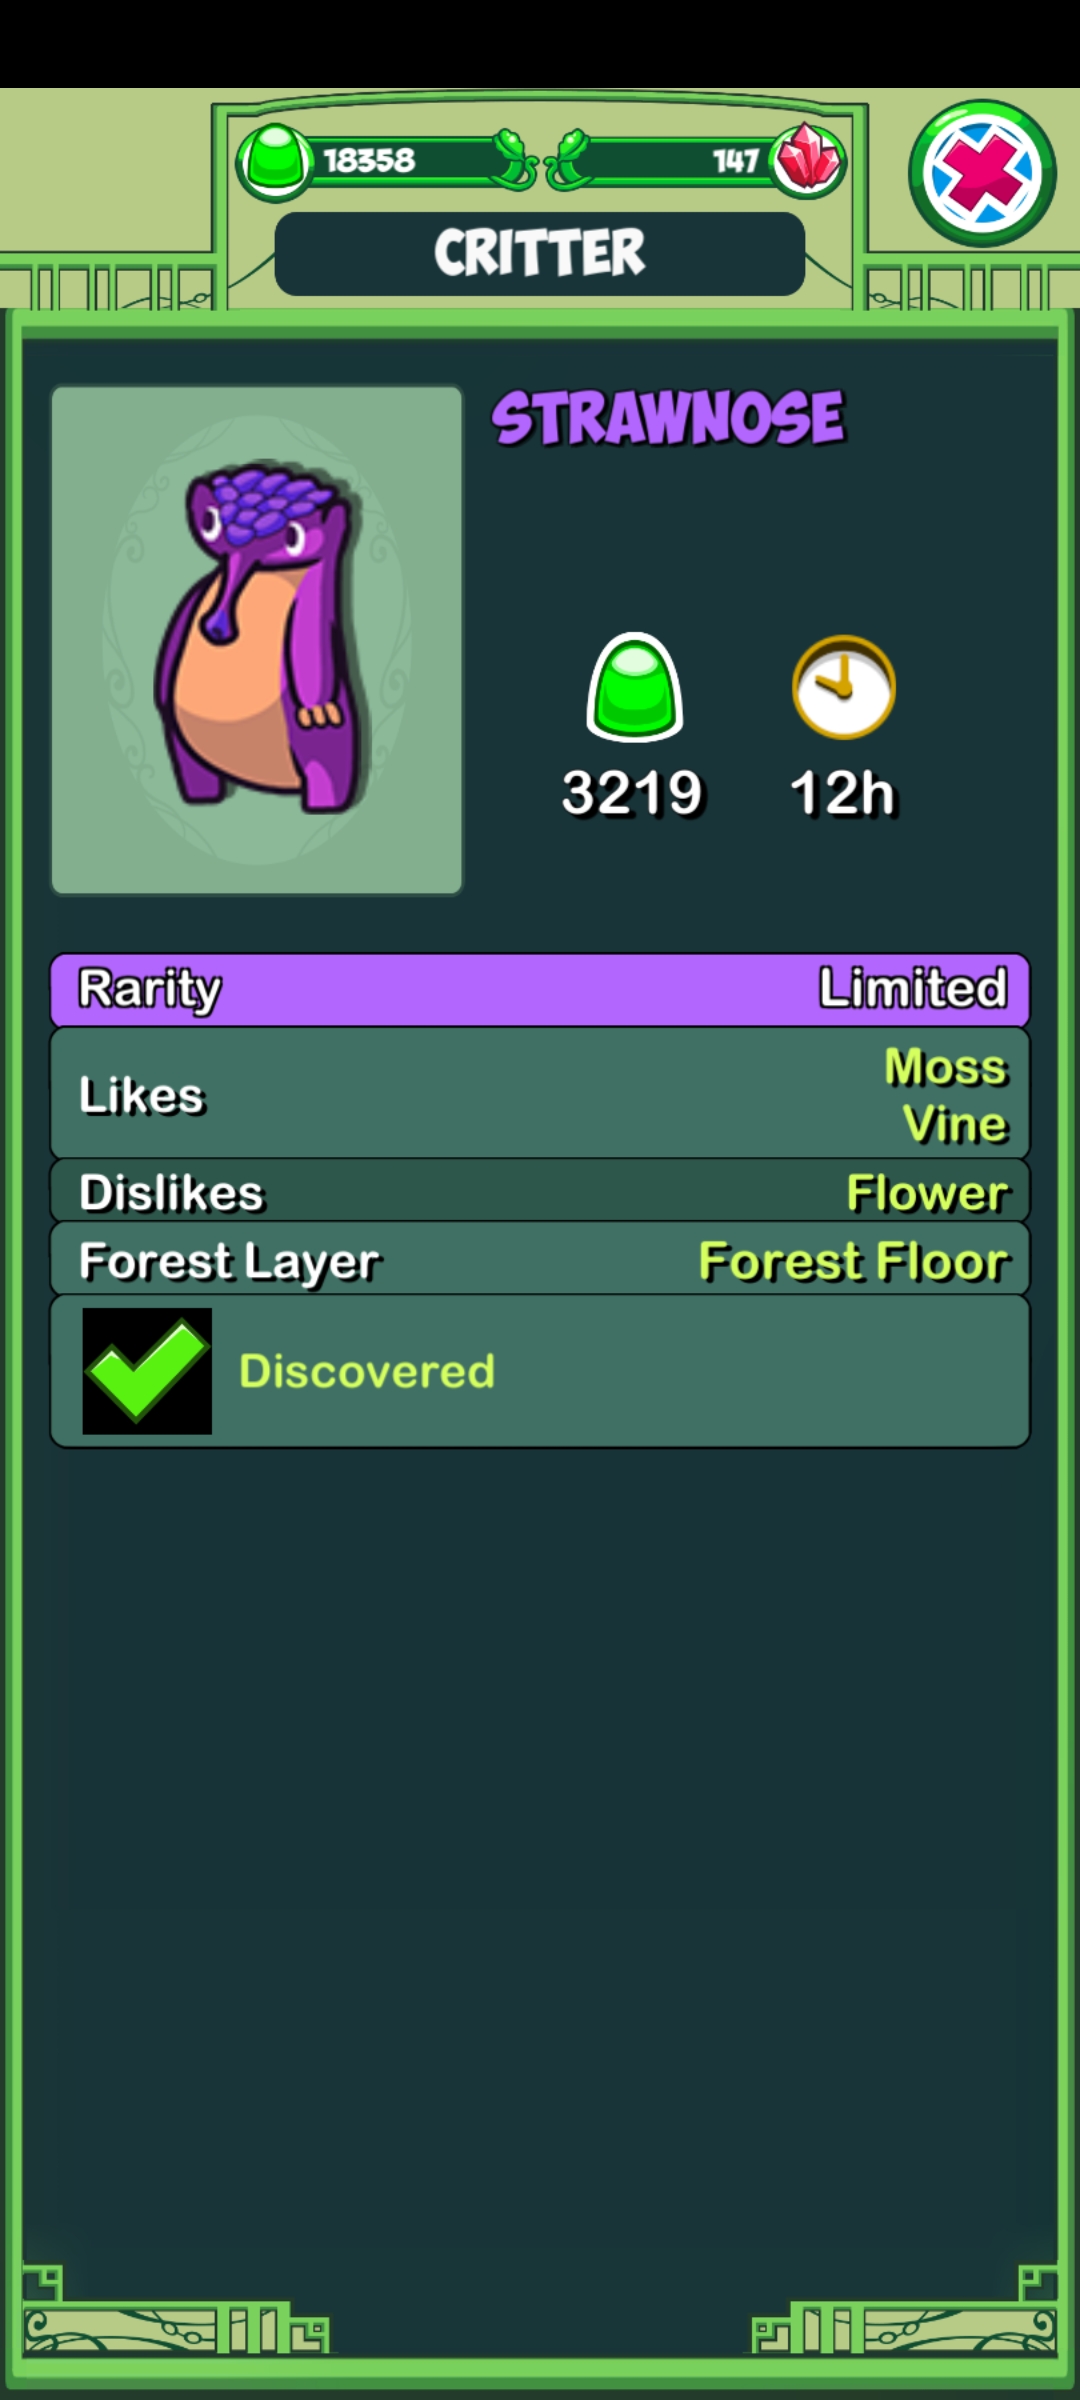 18358
147
CRITTER
STRAWNOSE
3219
12h
Rarity
Limited
Likes
Moss
Vine
Dislikes
Flower
Forest Layer
Forest Floor
Discovered